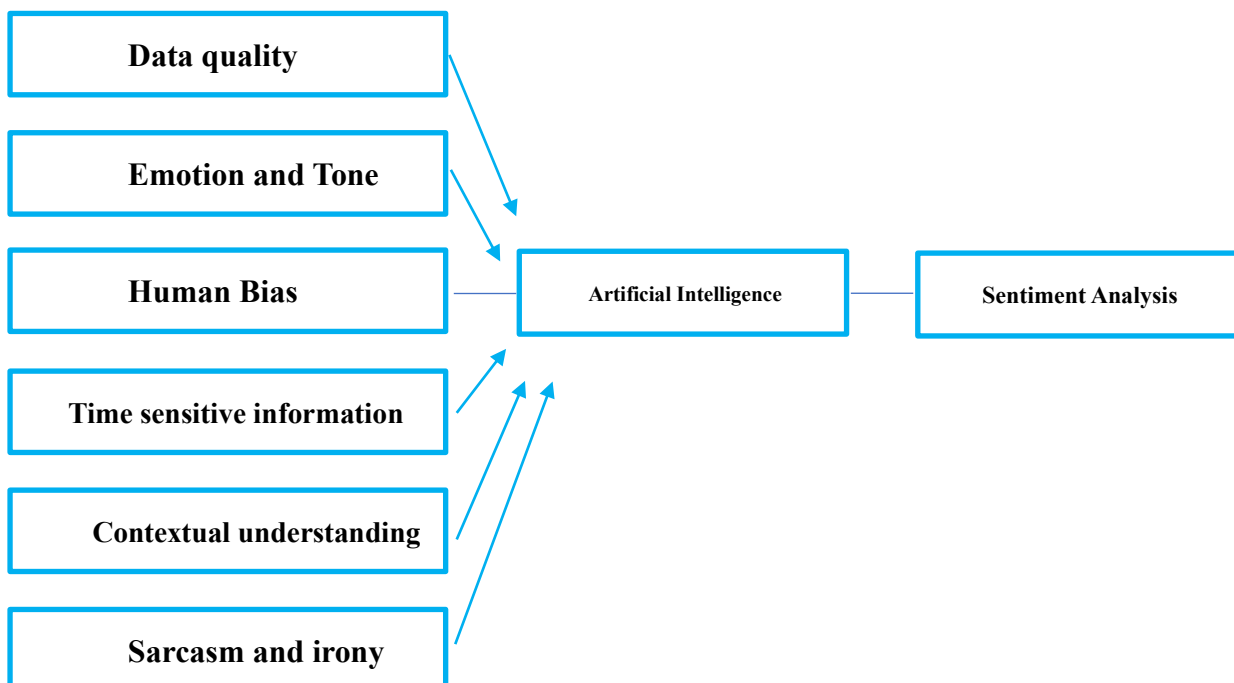 Data quality
Emotion and Tone
Human Bias
Artificial Intelligence
Sentiment Analysis
Time sensitive information
Contextual understanding
Sarcasm and irony